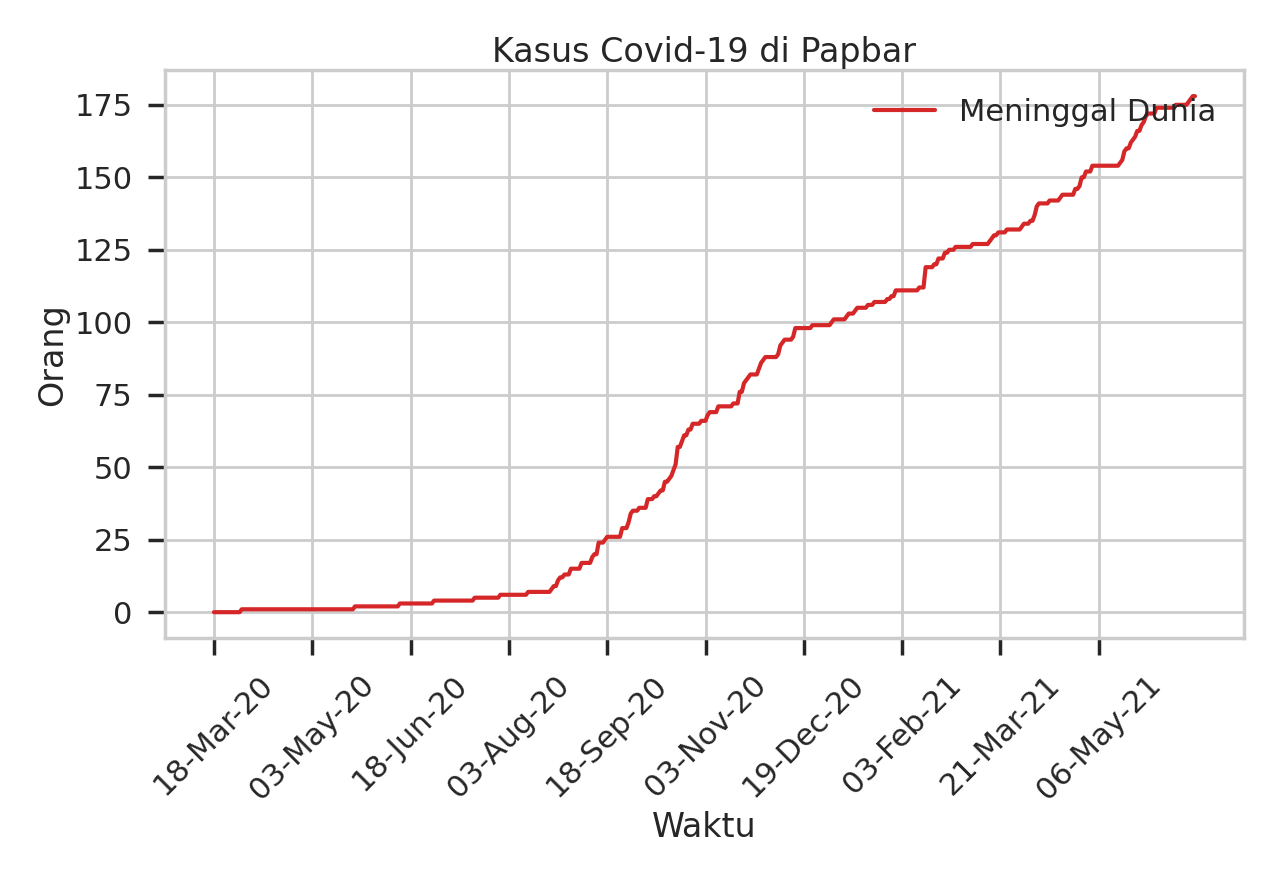 Kasus Covid-19 di Papbar
Meninggal Dunia
Orang
175
150
125
100
75
50
25
0
18-Mar-20
03-May-20
18-Jun-20
03-Aug-20
18-Sep-20
03-Nov-20
19-Dec-20
03-Feb-21
21-Mar-21
06-May-21
Waktu